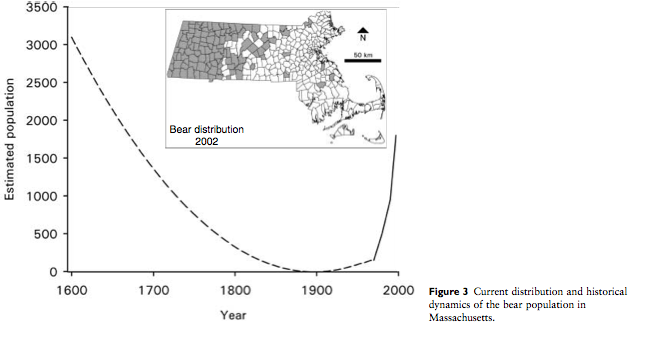 3500
3000
2500
2000
1500
1000
500
0
Estimated population
N
50 km
Bear distribution
2002
1600 1700 1800 1900 2000
Year
Figure 3 Current distribution and historical
dynamics of the bear population in
Massachusetts.